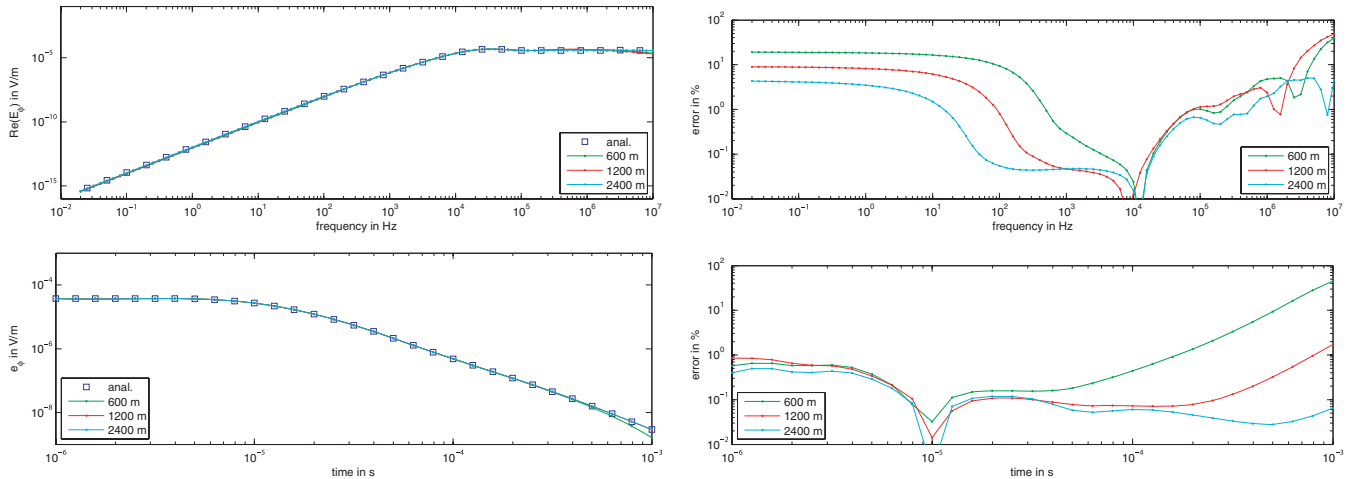 Re(E_ϕ) in V/m
10^-5
10^-10
10^-15
anal.
600 m
1200 m
2400 m
10^-2 10^-1 10^0 10^1 10^2 10^3 10^4 10^5 10^6 10^7
frequency in Hz
error in %
10^2
10^1
10^0
10^-1
10^-2
600 m
1200 m
2400 m
10^-2 10^-1 10^0 10^1 10^2 10^3 10^4 10^5 10^6 10^7
frequency in Hz
e_ϕ in V/m
10^-4
10^-6
10^-8
anal.
600 m
1200 m
2400 m
10^-6 10^-5 10^-4 10^-3
time in s
error in %
10^2
10^1
10^0
10^-1
10^-2
600 m
1200 m
2400 m
10^-6 10^-5 10^-4 10^-3
time in s